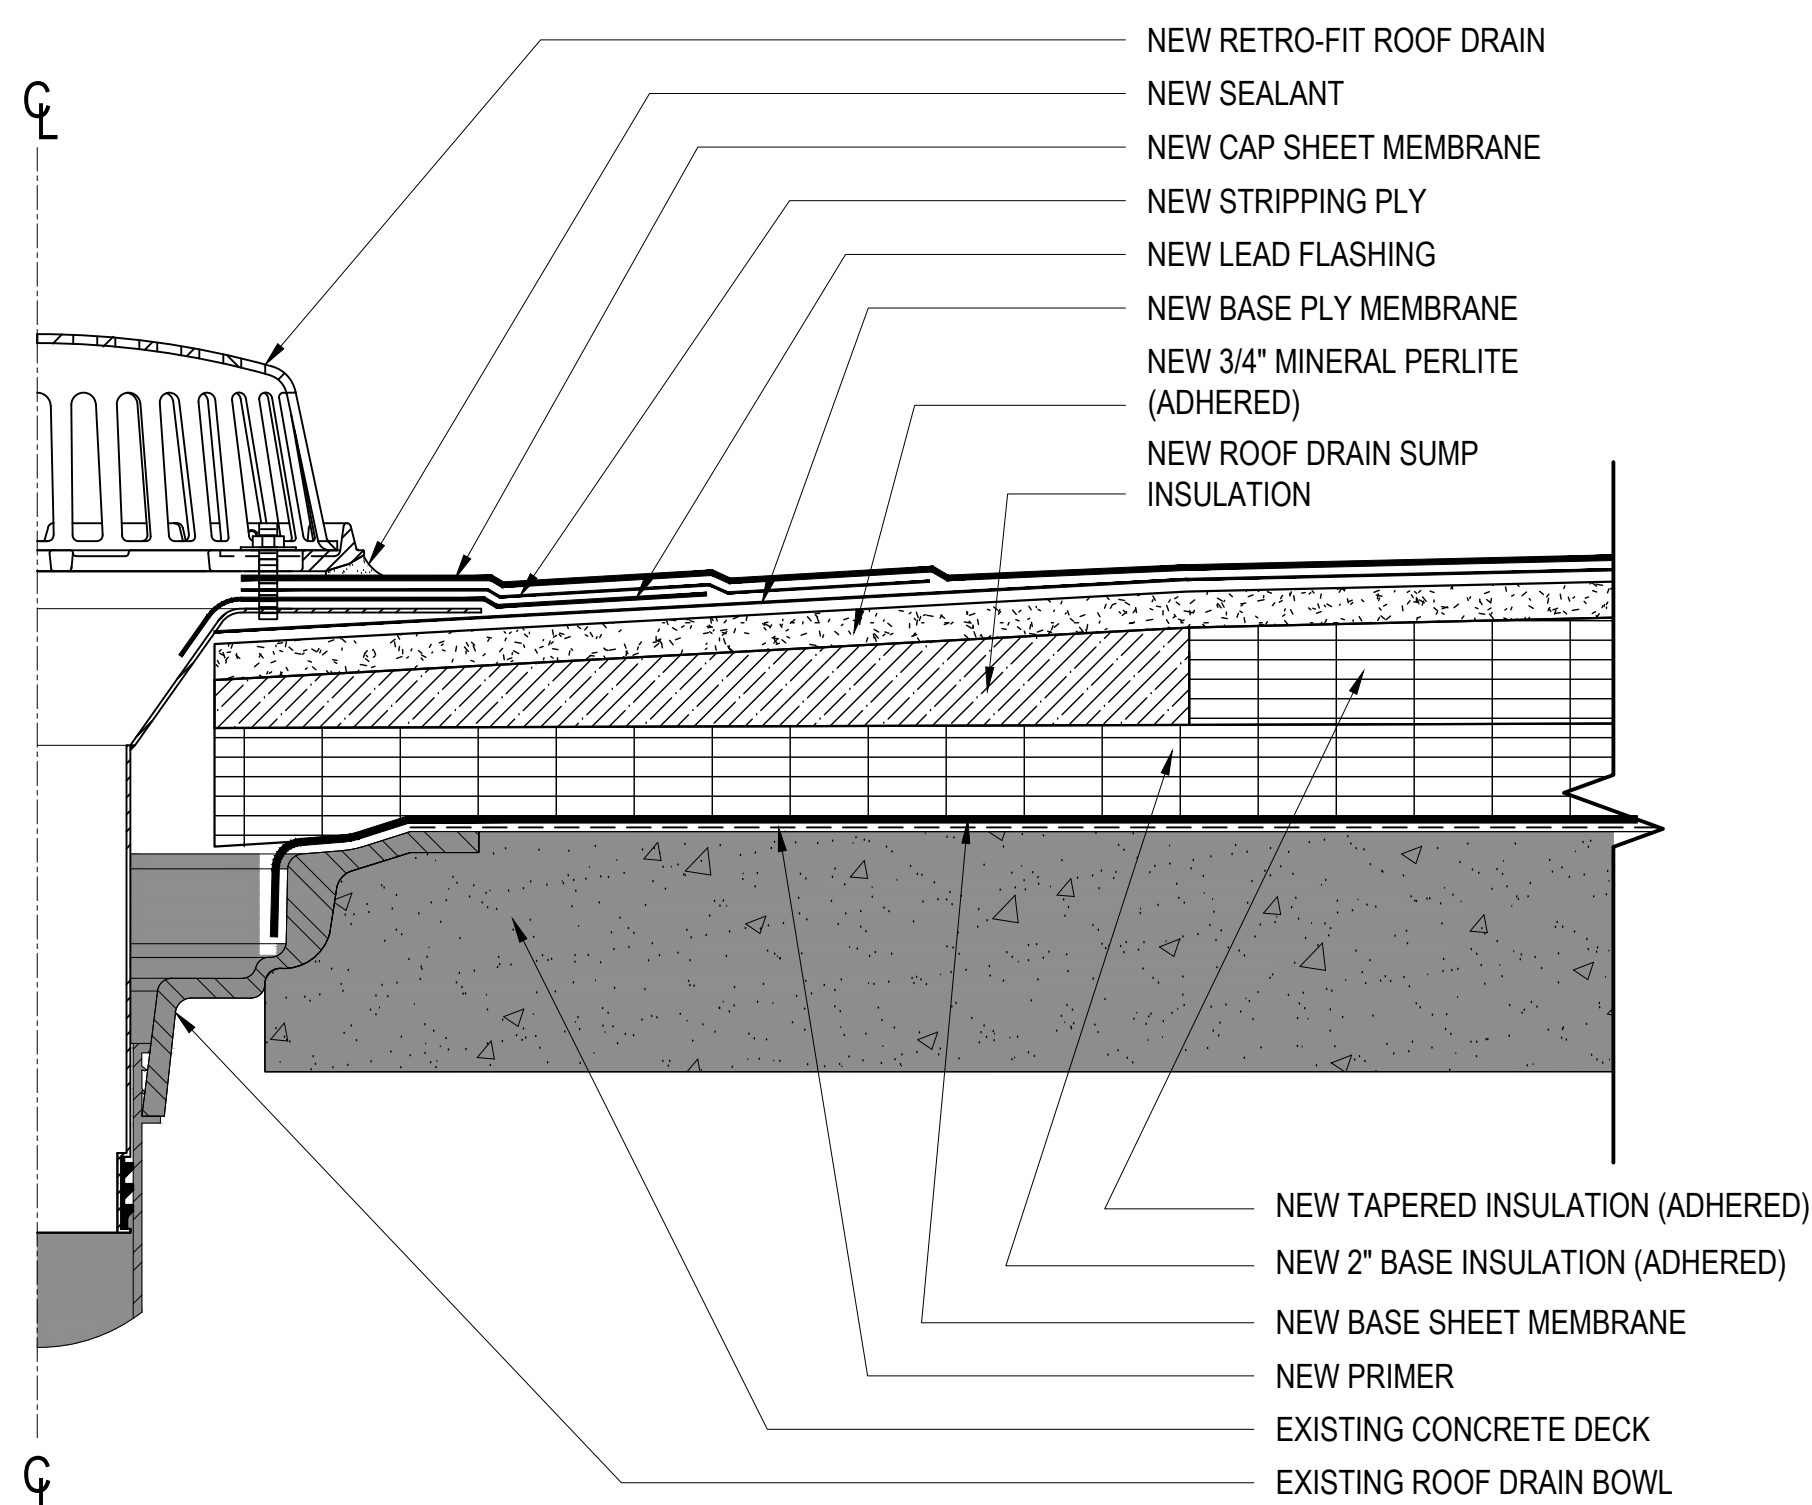 NEW RETRO-FIT ROOF DRAIN
NEW SEALANT
NEW CAP SHEET MEMBRANE
NEW STRIPPING PLY
NEW LEAD FLASHING
NEW BASE PLY MEMBRANE
NEW 3/4" MINERAL PERLITE
(ADHERED)
NEW ROOF DRAIN SUMP
INSULATION
NEW TAPERED INSULATION (ADHERED)
NEW 2" BASE INSULATION (ADHERED)
NEW BASE SHEET MEMBRANE
NEW PRIMER
EXISTING CONCRETE DECK
EXISTING ROOF DRAIN BOWL